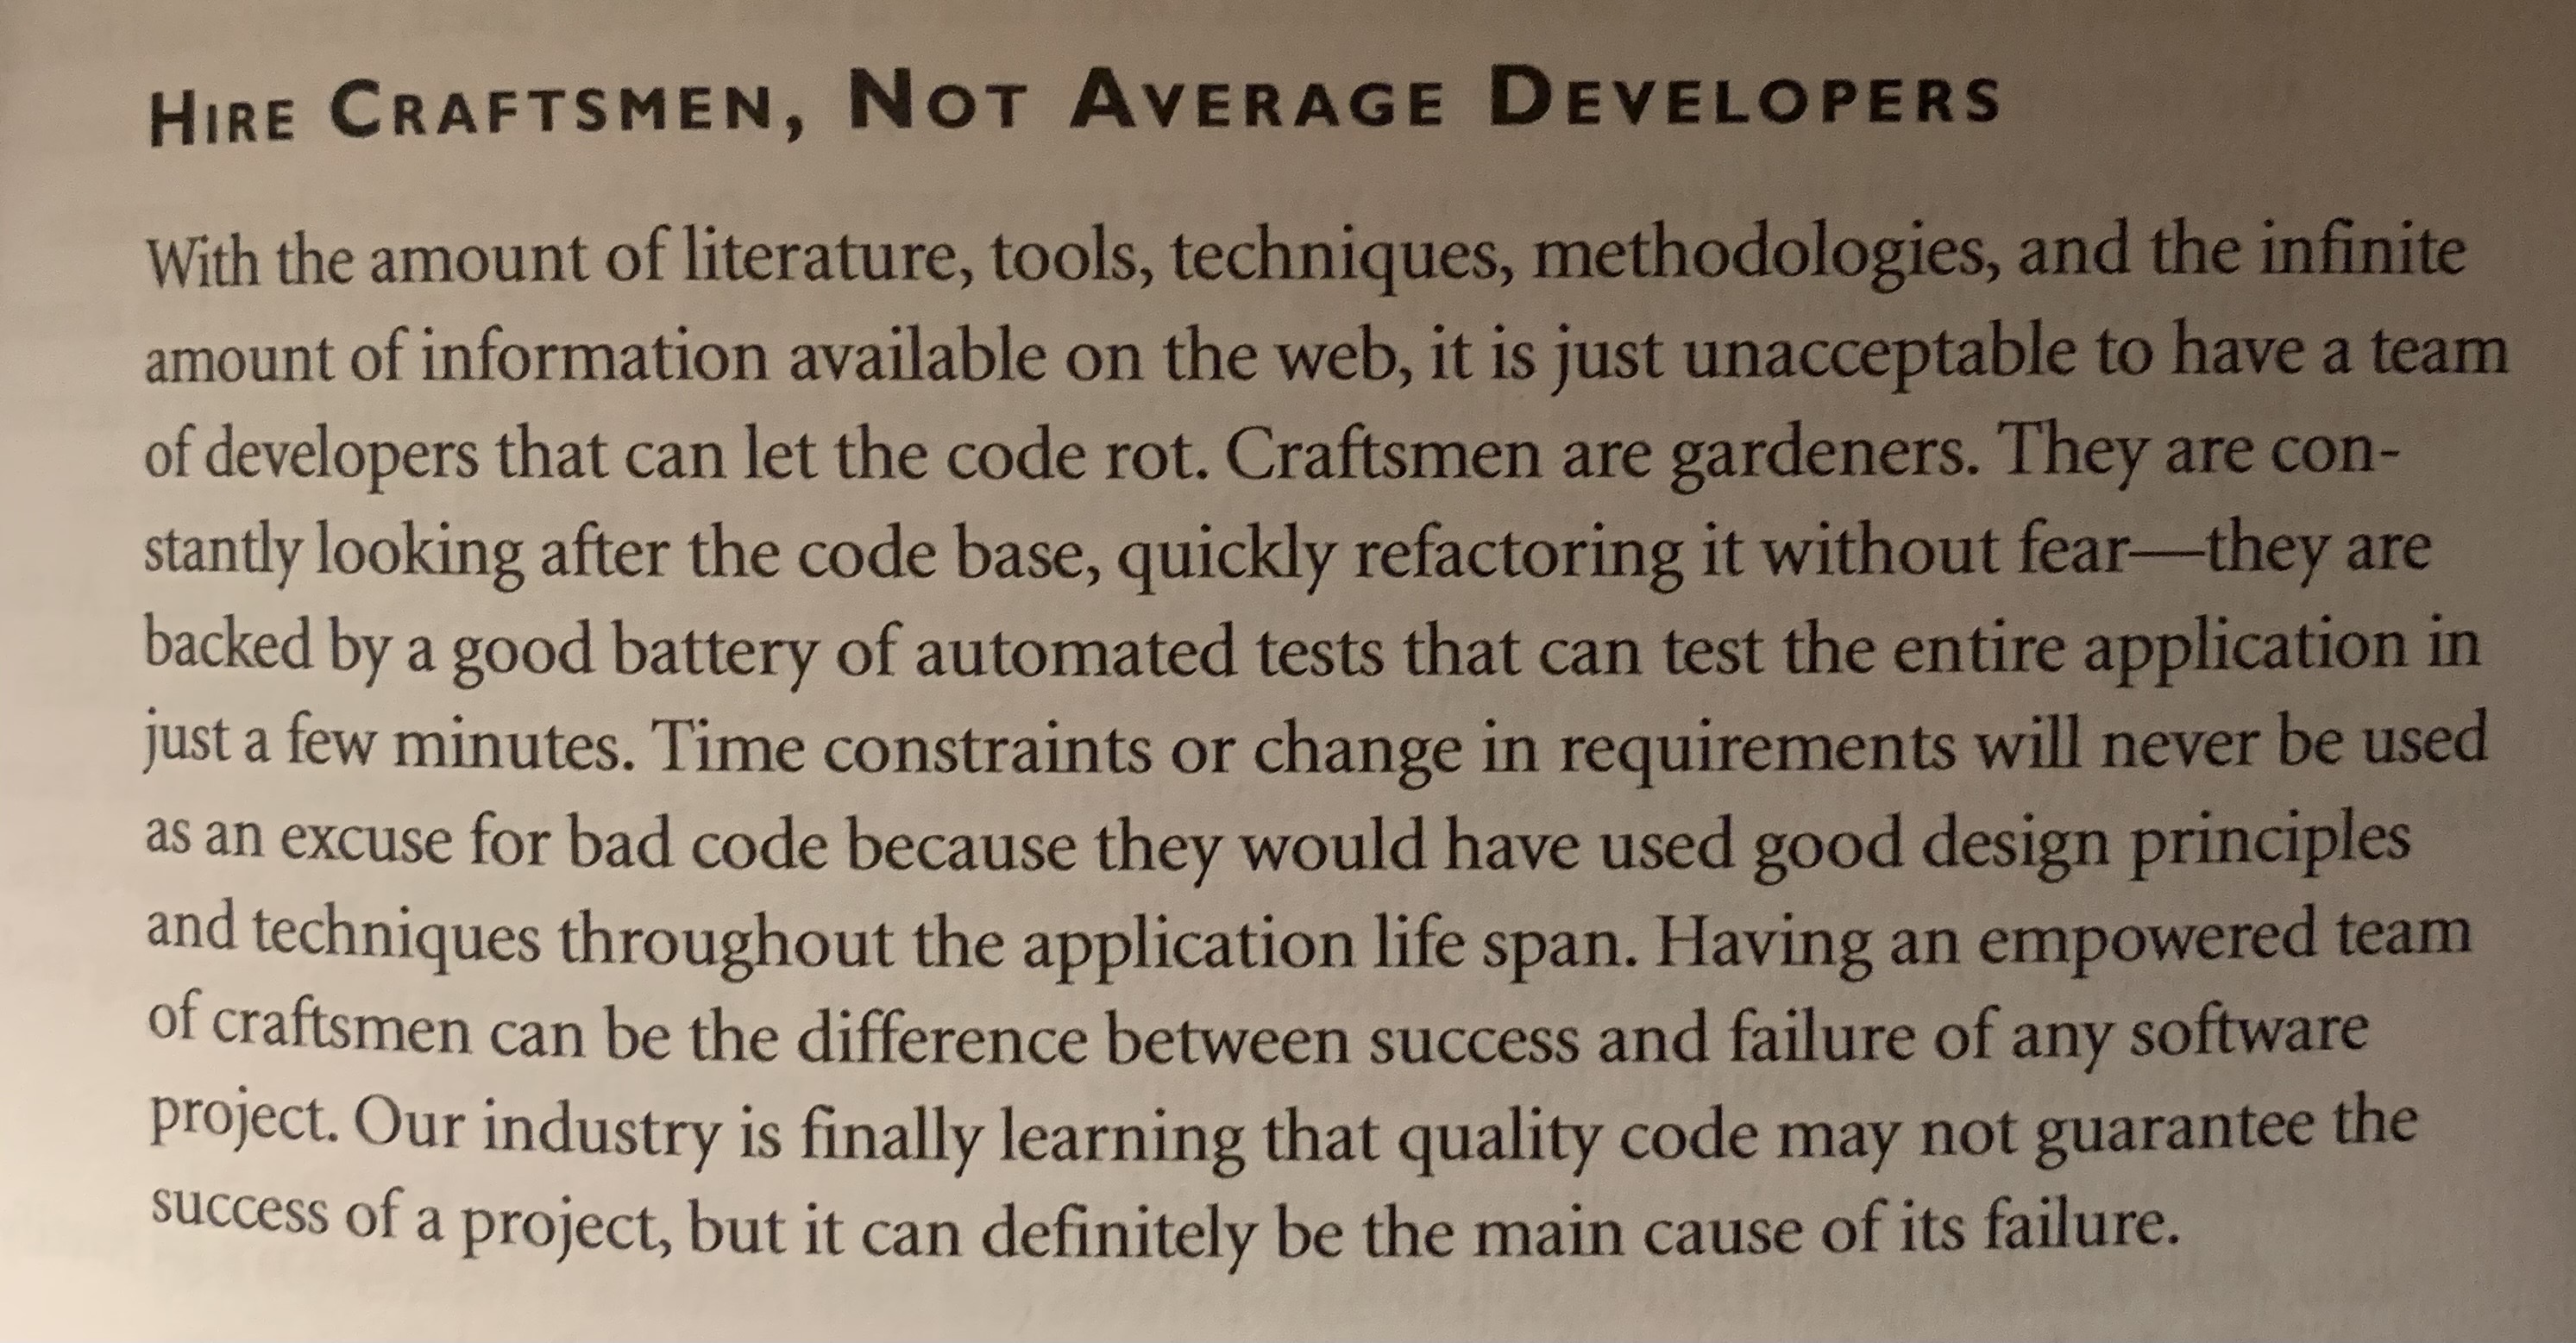 Hire Craftsmen, Not Average Developers
With the amount of literature, tools, techniques, methodologies, and the infinite
amount of information available on the web, it is just unacceptable to have a team
of developers that can let the code rot. Craftsmen are gardeners. They are con-
stantly looking after the code base, quickly refactoring it without fear—they are
backed by a good battery of automated tests that can test the entire application in
just a few minutes. Time constraints or change in requirements will never be used
as an excuse for bad code because they would have used good design principles
and techniques throughout the application life span. Having an empowered team
of craftsmen can be the difference between success and failure of any software
project. Our industry is finally learning that quality code may not guarantee the
success of a project, but it can definitely be the main cause of its failure.